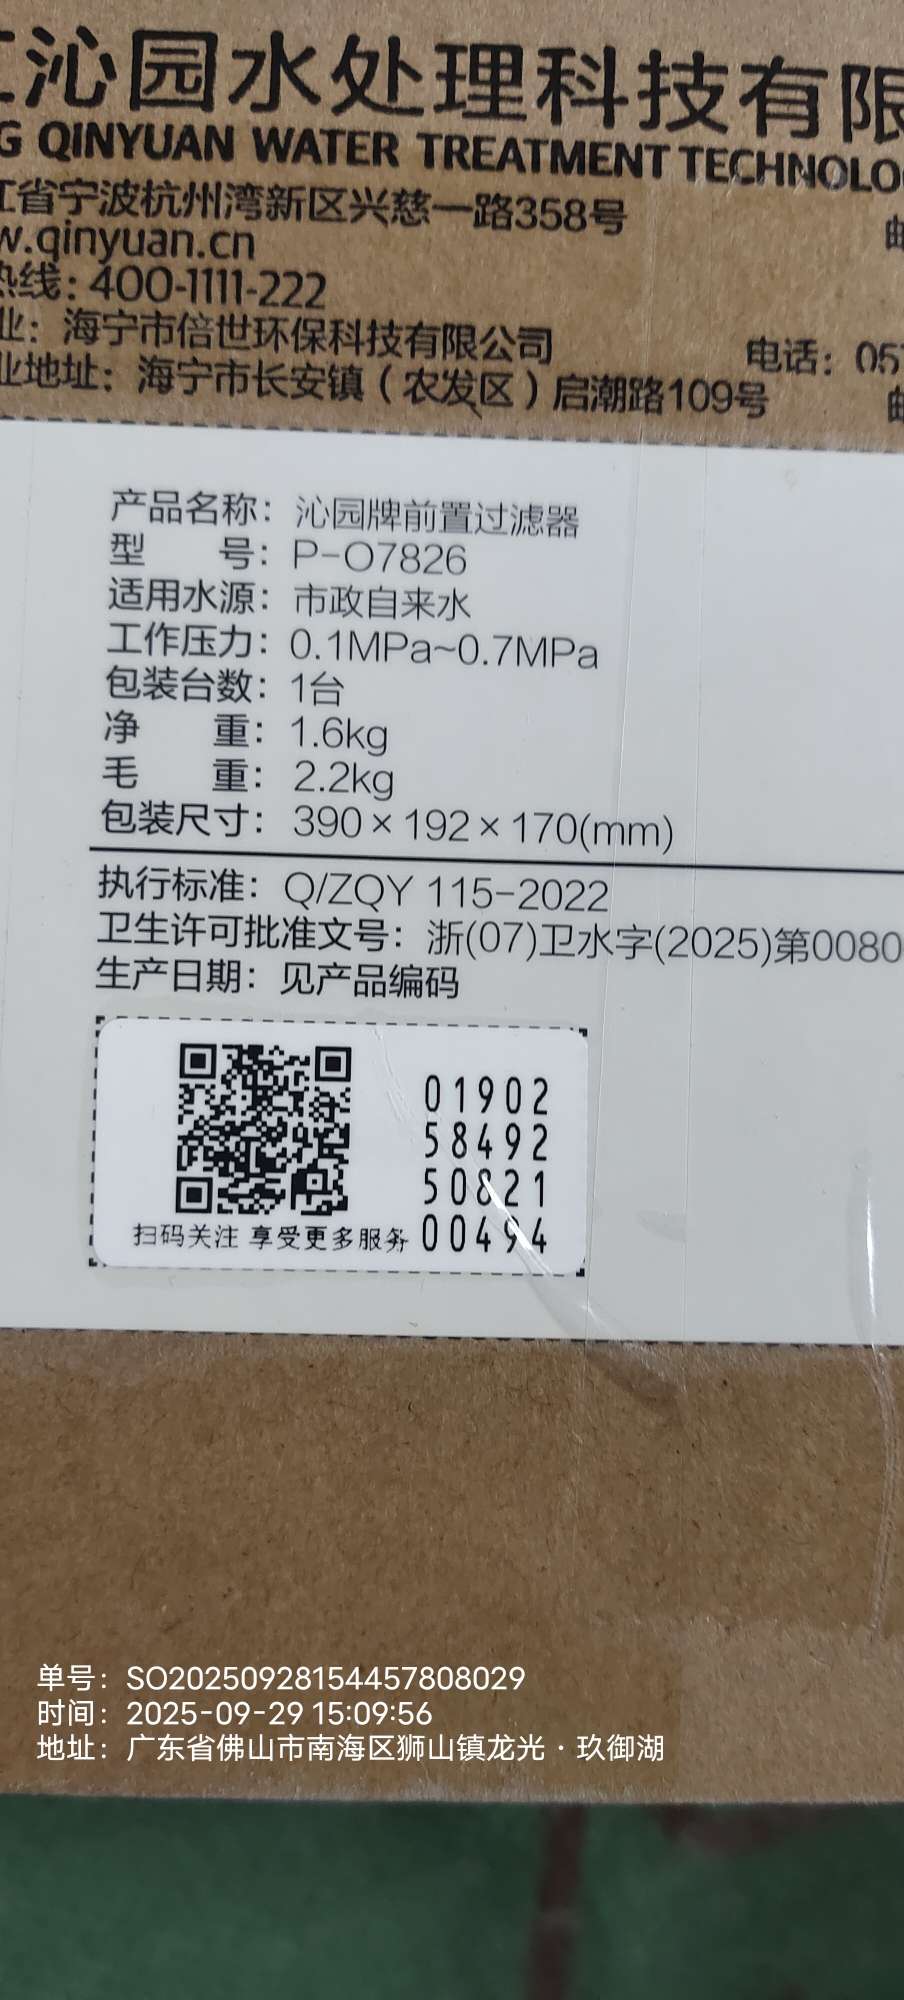 沁园水处理科技有限
G QINYUAN WATER TREATMENT TECHNOLO
江省宁波杭州湾新区兴慈一路358号
邮
w.qinyuan.cn
热线：400-1111-222
业：海宁市倍世环保科技有限公司
电话：057
业地址：海宁市长安镇（农发区）启潮路109号
邮
产品名称：沁园牌前置过滤器
型 号：P-O7826
适用水源：市政自来水
工作压力：0.1MPa~0.7MPa
包装台数：1台
净 重：1.6kg
毛 重：2.2kg
包装尺寸：390×192×170(mm)
执行标准：Q/ZQY 115-2022
卫生许可批准文号：浙(07)卫水字(2025)第0080
生产日期：见产品编码
01902
58492
50821
00494
扫码关注 享受更多服务
单号：SO20250928154457808029
时间：2025-09-29 15:09:56
地址：广东省佛山市南海区狮山镇龙光·玖御湖